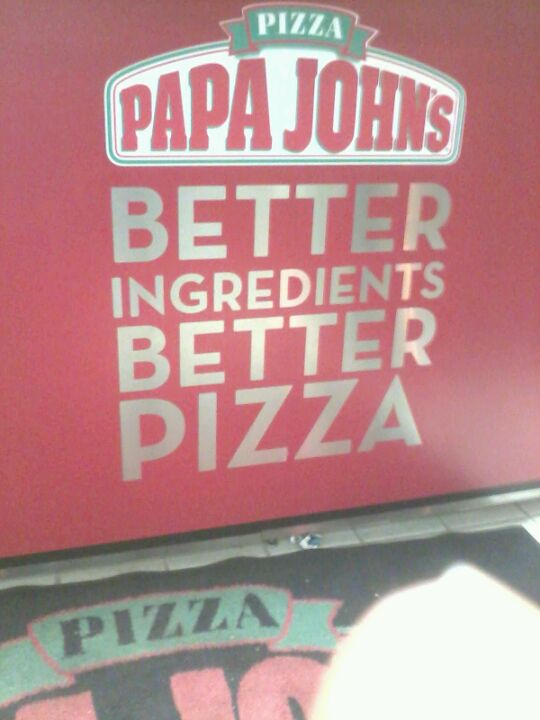 PIZZA
PAPA JOHN'S
BETTER
INGREDIENTS
BETTER
PIZZA
PIZZA